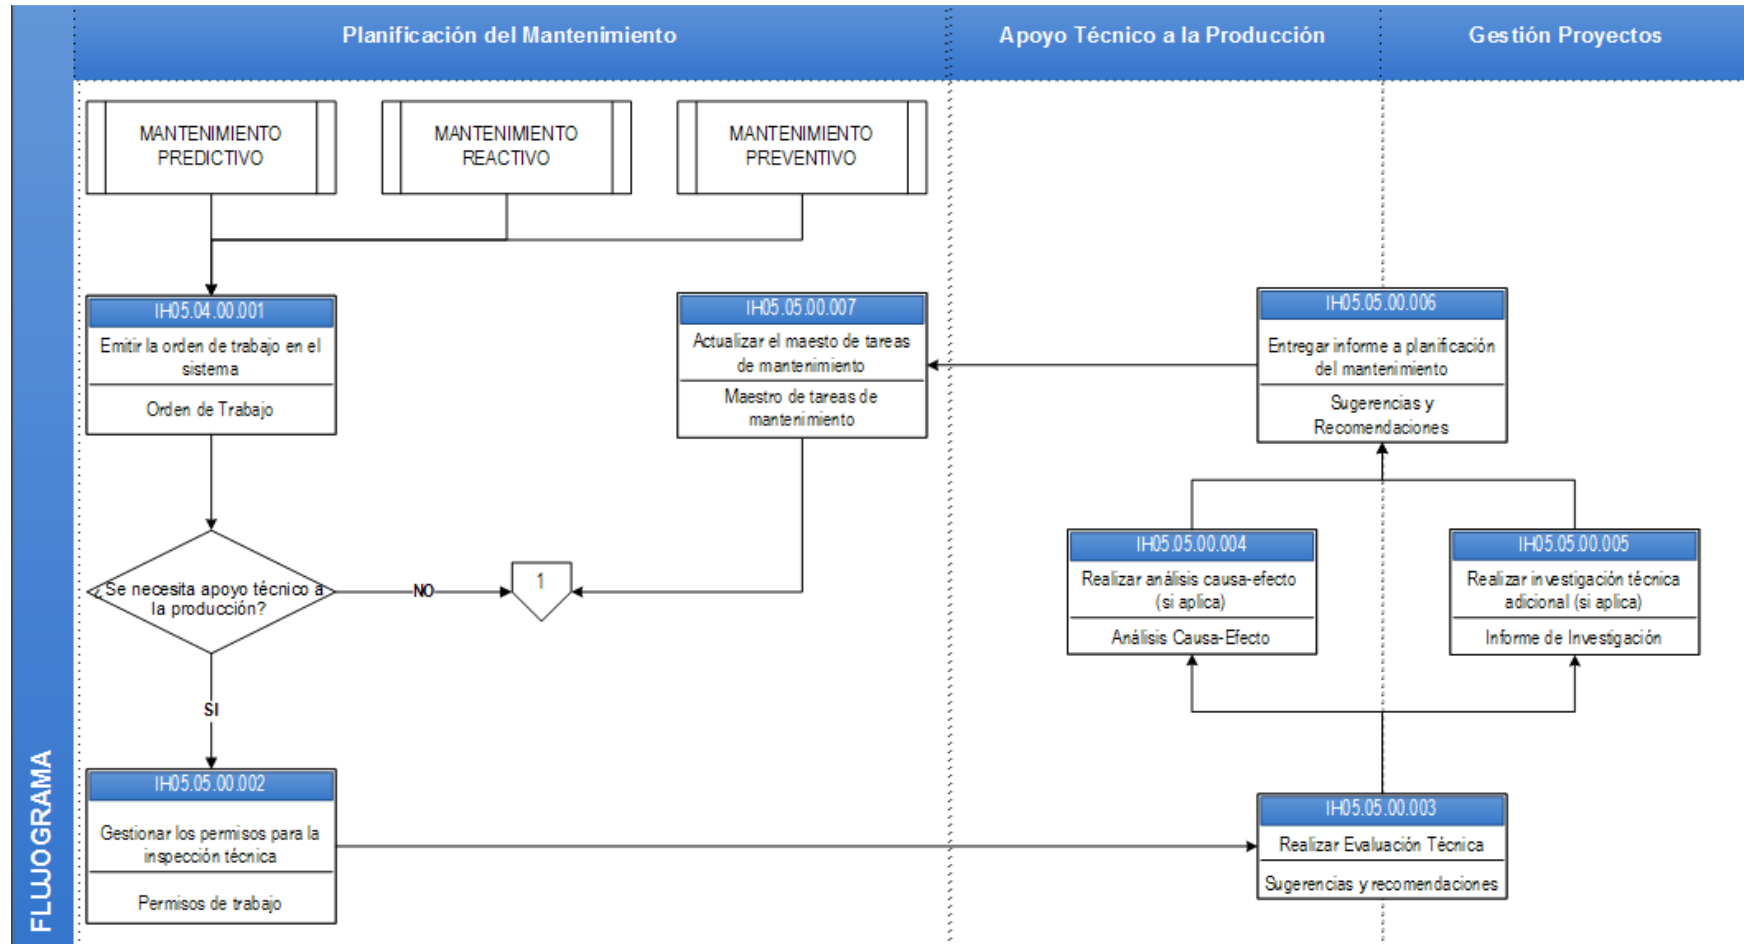 Planificación del Mantenimiento
Apoyo Técnico a la Producción
Gestión Proyectos
FLUJOGRAMA
MANTENIMIENTO
PREDICTIVO
MANTENIMIENTO
REACTIVO
MANTENIMIENTO
PREVENTIVO
IH05.04.00.001
Emitir la orden de trabajo en el
sistema
Orden de Trabajo
IH05.05.00.007
Actualizar el maesto de tareas
de mantenimiento
Maestro de tareas de
mantenimiento
IH05.05.00.006
Entregar informe a planificación
del mantenimiento
Sugerencias y
Recomendaciones
¿Se necesita apoyo técnico a
la producción?
NO
1
SI
IH05.05.00.004
Realizar análisis causa-efecto
(si aplica)
Análisis Causa-Efecto
IH05.05.00.005
Realizar investigación técnica
adicional (si aplica)
Informe de Investigación
IH05.05.00.002
Gestionar los permisos para la
inspección técnica
Permisos de trabajo
IH05.05.00.003
Realizar Evaluación Técnica
Sugerencias y recomendaciones